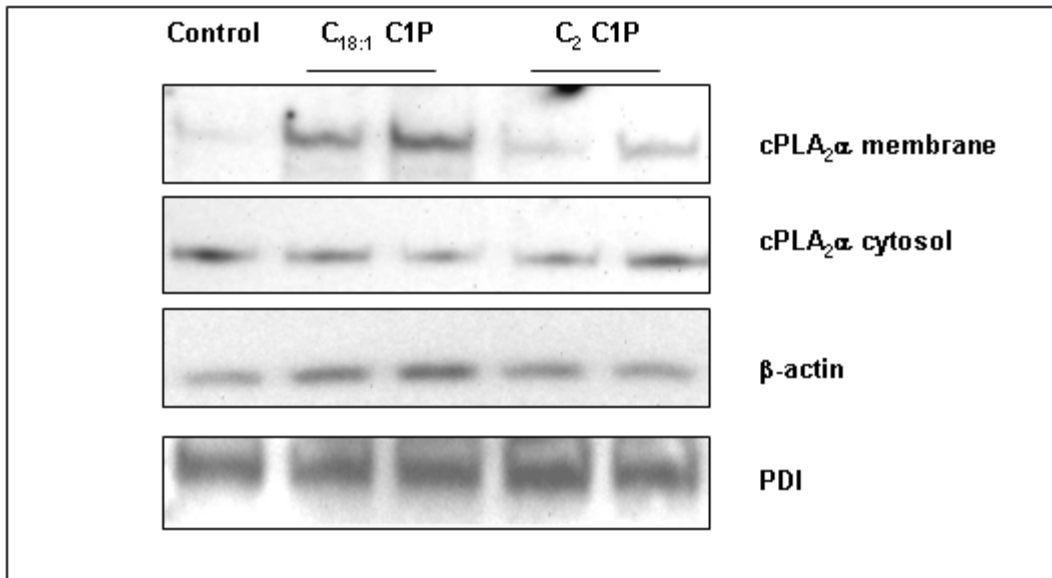 Control C₁₈:₁ C1P C₂ C1P
cPLA₂α membrane
cPLA₂α cytosol
β-actin
PDI